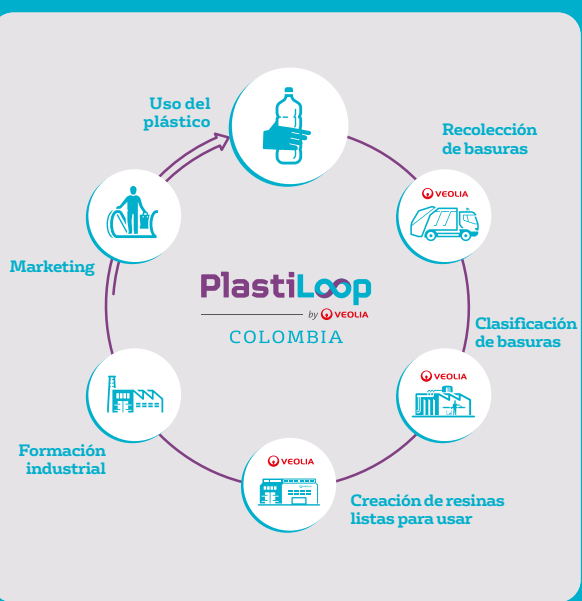 Uso del
plástico
Recolección
de basuras
VEOLIA
Marketing
PlastiLoop
by VEOLIA
COLOMBIA
Clasificación
de basuras
VEOLIA
Formación
industrial
VEOLIA
Creación de resinas
listas para usar